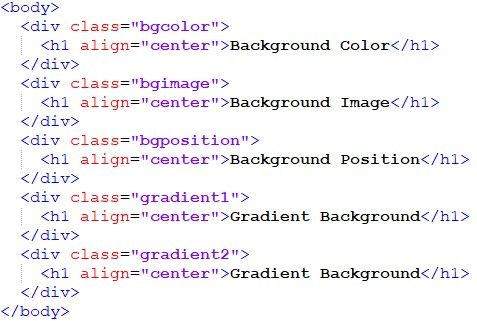 <body>
<div class="bgcolor">
<h1 align="center">Background Color</h1>
</div>
<div class="bgimage">
<h1 align="center">Background Image</h1>
</div>
<div class="bgposition">
<h1 align="center">Background Position</h1>
</div>
<div class="gradient1">
<h1 align="center">Gradient Background</h1>
</div>
<div class="gradient2">
<h1 align="center">Gradient Background</h1>
</div>
</body>